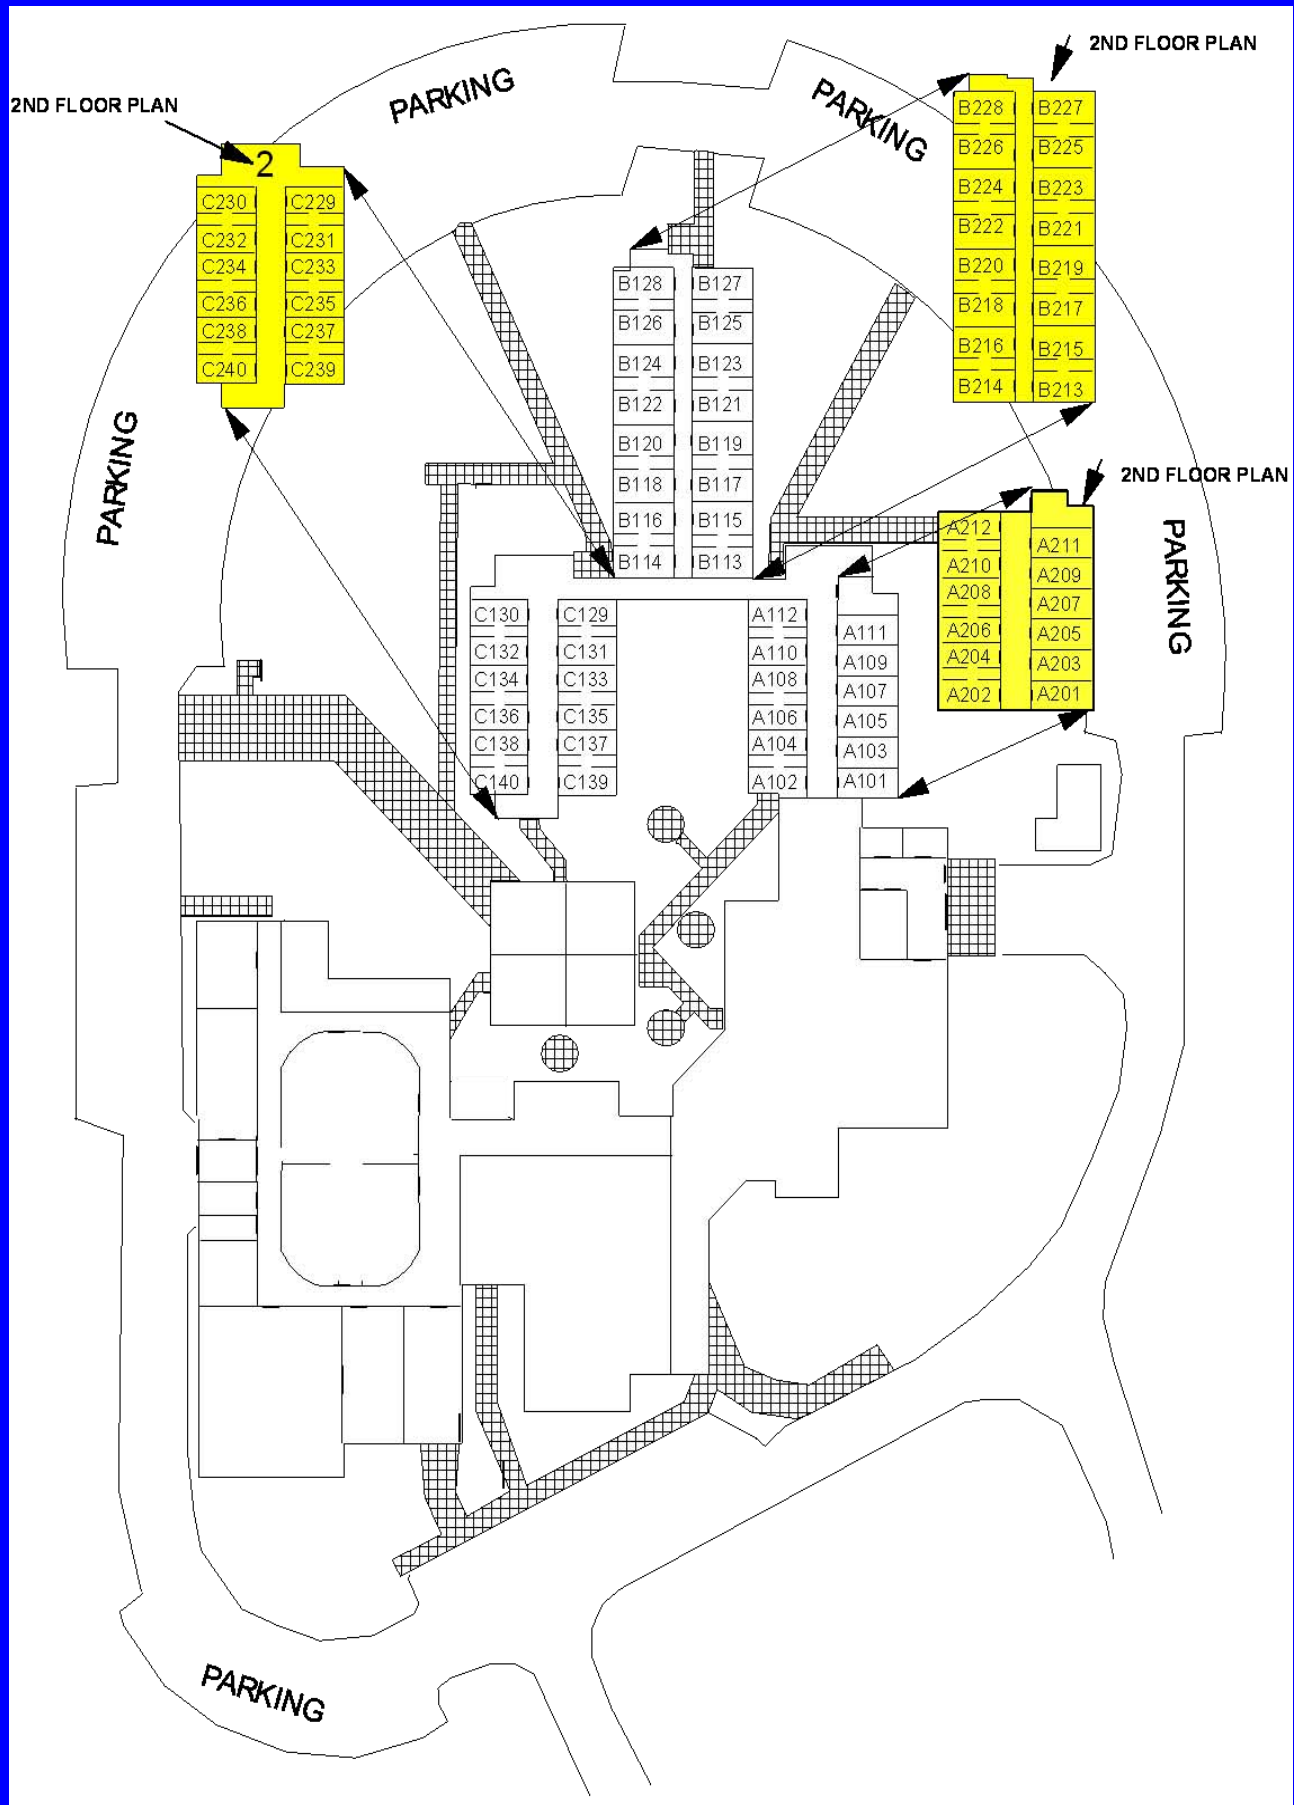 2ND FLOOR PLAN
PARKING
PARKING
2ND FLOOR PLAN
2
C230 C229
C232 C231
C234 C233
C236 C235
C238 C237
C240 C239
B228 B227
B226 B225
B224 B223
B222 B221
B220 B219
B218 B217
B216 B215
B214 B213
B128 B127
B126 B125
B124 B123
B122 B121
B120 B119
B118 B117
B116 B115
B114 B113
PARKING
2ND FLOOR PLAN
A212 A211
A210 A209
A208 A207
A206 A205
A204 A203
A202 A201
PARKING
C130 C129
C132 C131
C134 C133
C136 C135
C138 C137
C140 C139
A112 A111
A110 A109
A108 A107
A106 A105
A104 A103
A102 A101
PARKING